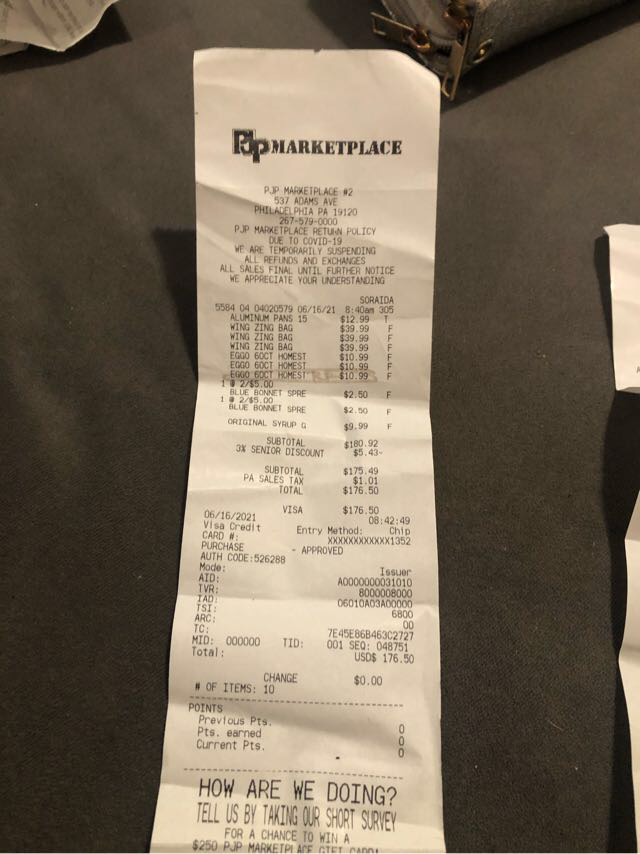 PJP MARKETPLACE
PJP MARKETPLACE #2
537 ADAMS AVE
PHILADELPHIA PA 19120
267-579-0000
PJP MARKETPLACE RETURN POLICY
DUE TO COVID-19
WE ARE TEMPORARILY SUSPENDING
ALL REFUNDS AND EXCHANGES
ALL SALES FINAL UNTIL FURTHER NOTICE
WE APPRECIATE YOUR UNDERSTANDING
SORAIDA
5584 04 04020579 06/16/21 8:40am 305
ALUMINUM PANS 15 $12.99 T
WING ZING BAG $39.99 F
WING ZING BAG $39.99 F
WING ZING BAG $39.99 F
EGGO 60CT HOMEST $10.99 F
EGGO 60CT HOMEST $10.99 F
EGGO 60CT HOMEST $10.99 F
1 @ 2/$5.00
BLUE BONNET SPRE $2.50 F
1 @ 2/$5.00
BLUE BONNET SPRE $2.50 F
ORIGINAL SYRUP G $9.99 F
SUBTOTAL $180.92
3% SENIOR DISCOUNT $5.43-
SUBTOTAL $175.49
PA SALES TAX $1.01
TOTAL $176.50
VISA $176.50
06/16/2021 08:42:49
Visa Credit Entry Method: Chip
CARD #: XXXXXXXXXXXX1352
PURCHASE - APPROVED
AUTH CODE:526288
Mode: Issuer
AID: A0000000031010
TVR: 8000008000
IAD: 06010A03A00000
TSI: 6800
ARC: 00
TC: 7E45E86B463C2727
MID: 000000 TID: 001 SEQ: 048751
Total: USD$ 176.50
CHANGE $0.00
# OF ITEMS: 10
POINTS
Previous Pts. 0
Pts. earned 0
Current Pts. 0
HOW ARE WE DOING?
TELL US BY TAKING OUR SHORT SURVEY
FOR A CHANCE TO WIN A
$250 PJP MARKETPLACE GIFT CARD!